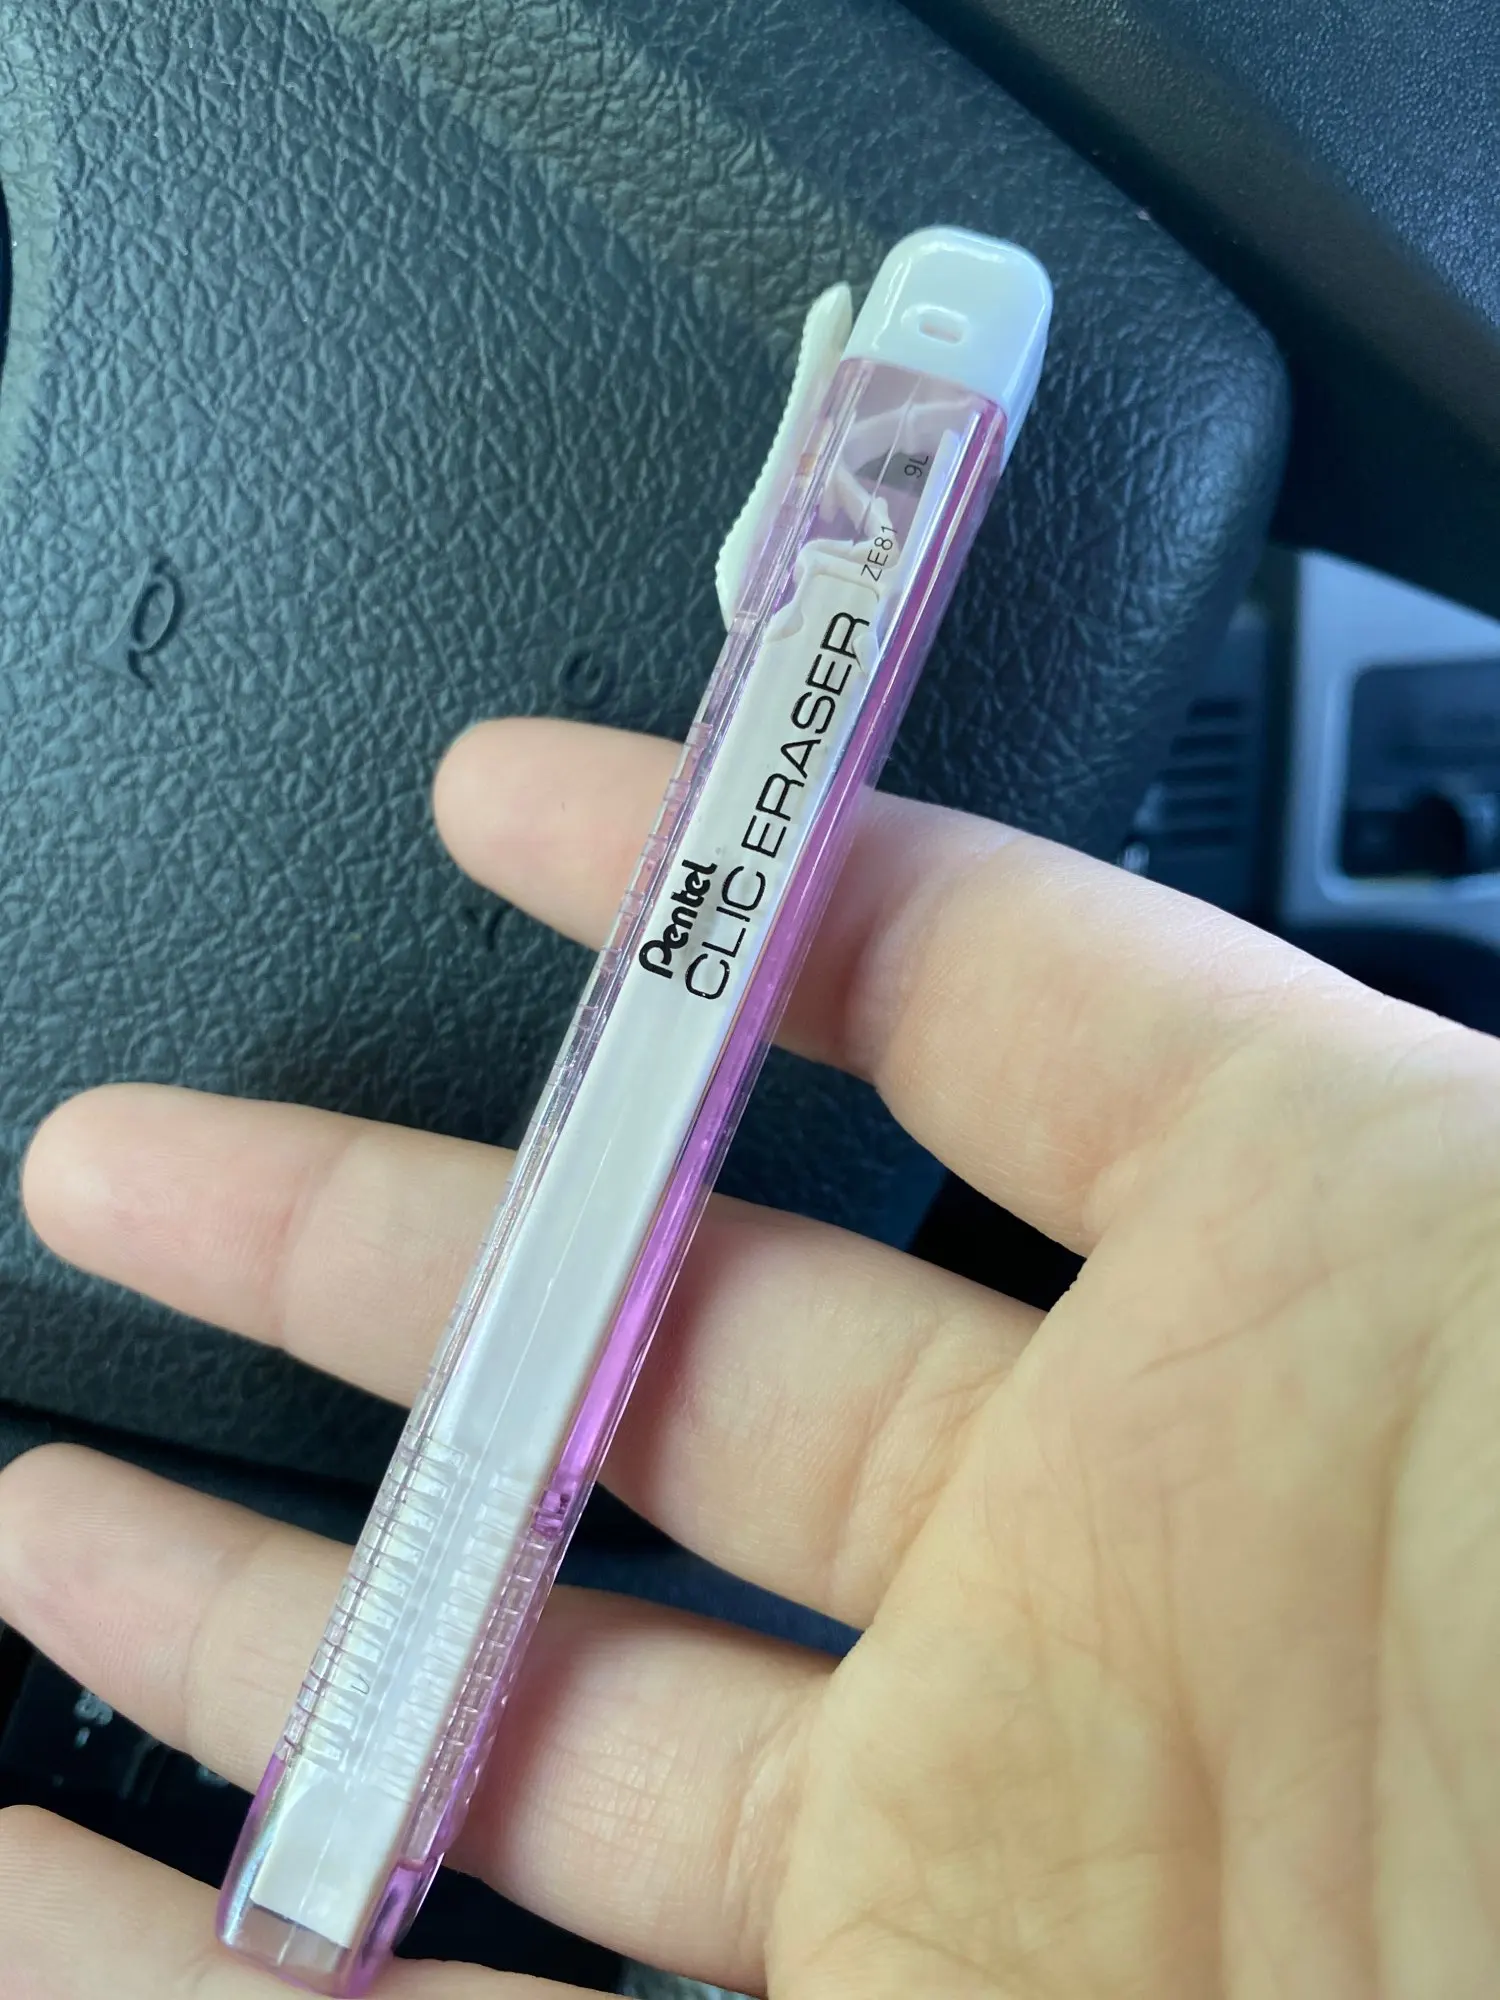 Pentel
CLIC ERASER
ZE81
9L